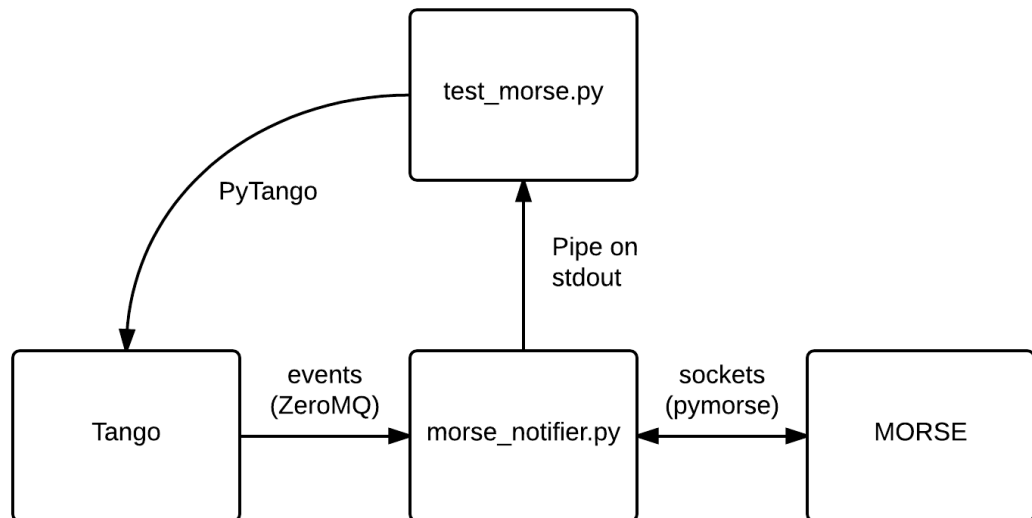 test_morse.py
PyTango
Pipe on
stdout
events
(ZeroMQ)
sockets
(pymorse)
Tango
morse_notifier.py
MORSE